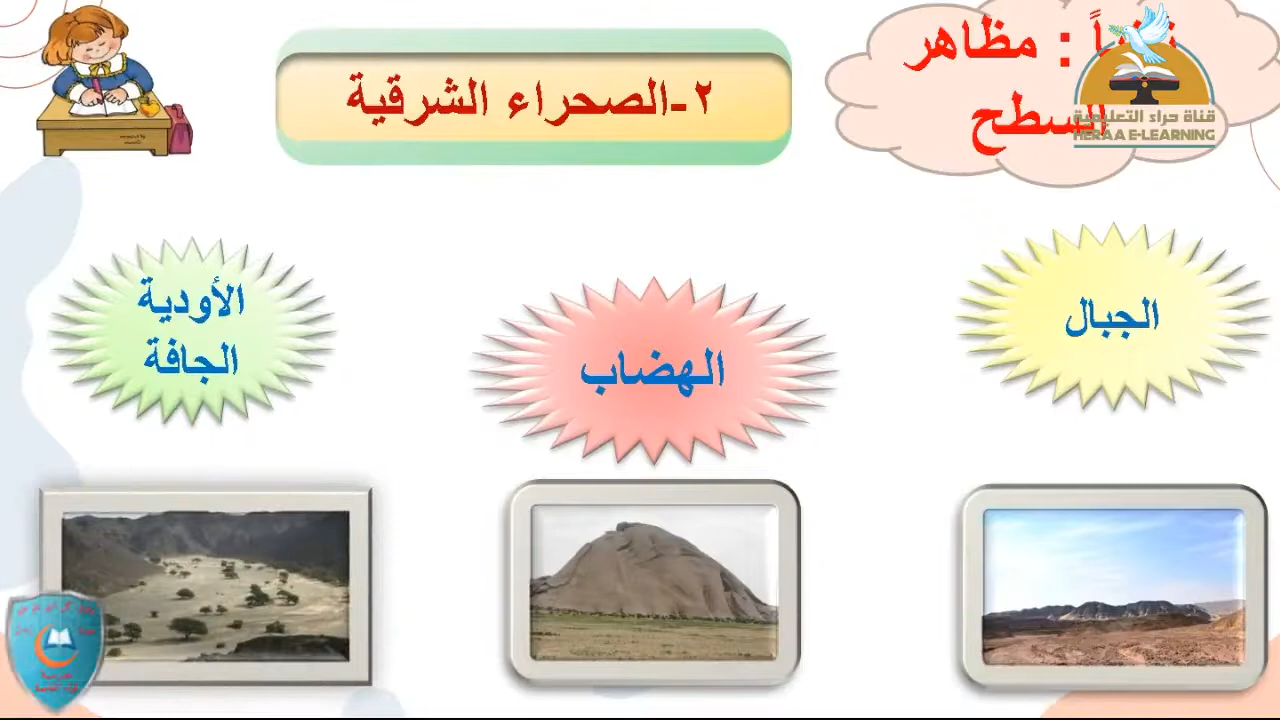 : مظاهر
السطح
قناة حراء التعليمية
HERAA E-LEARNING
٢-الصحراء الشرقية
الجبال
الهضاب
الأودية
الجافة